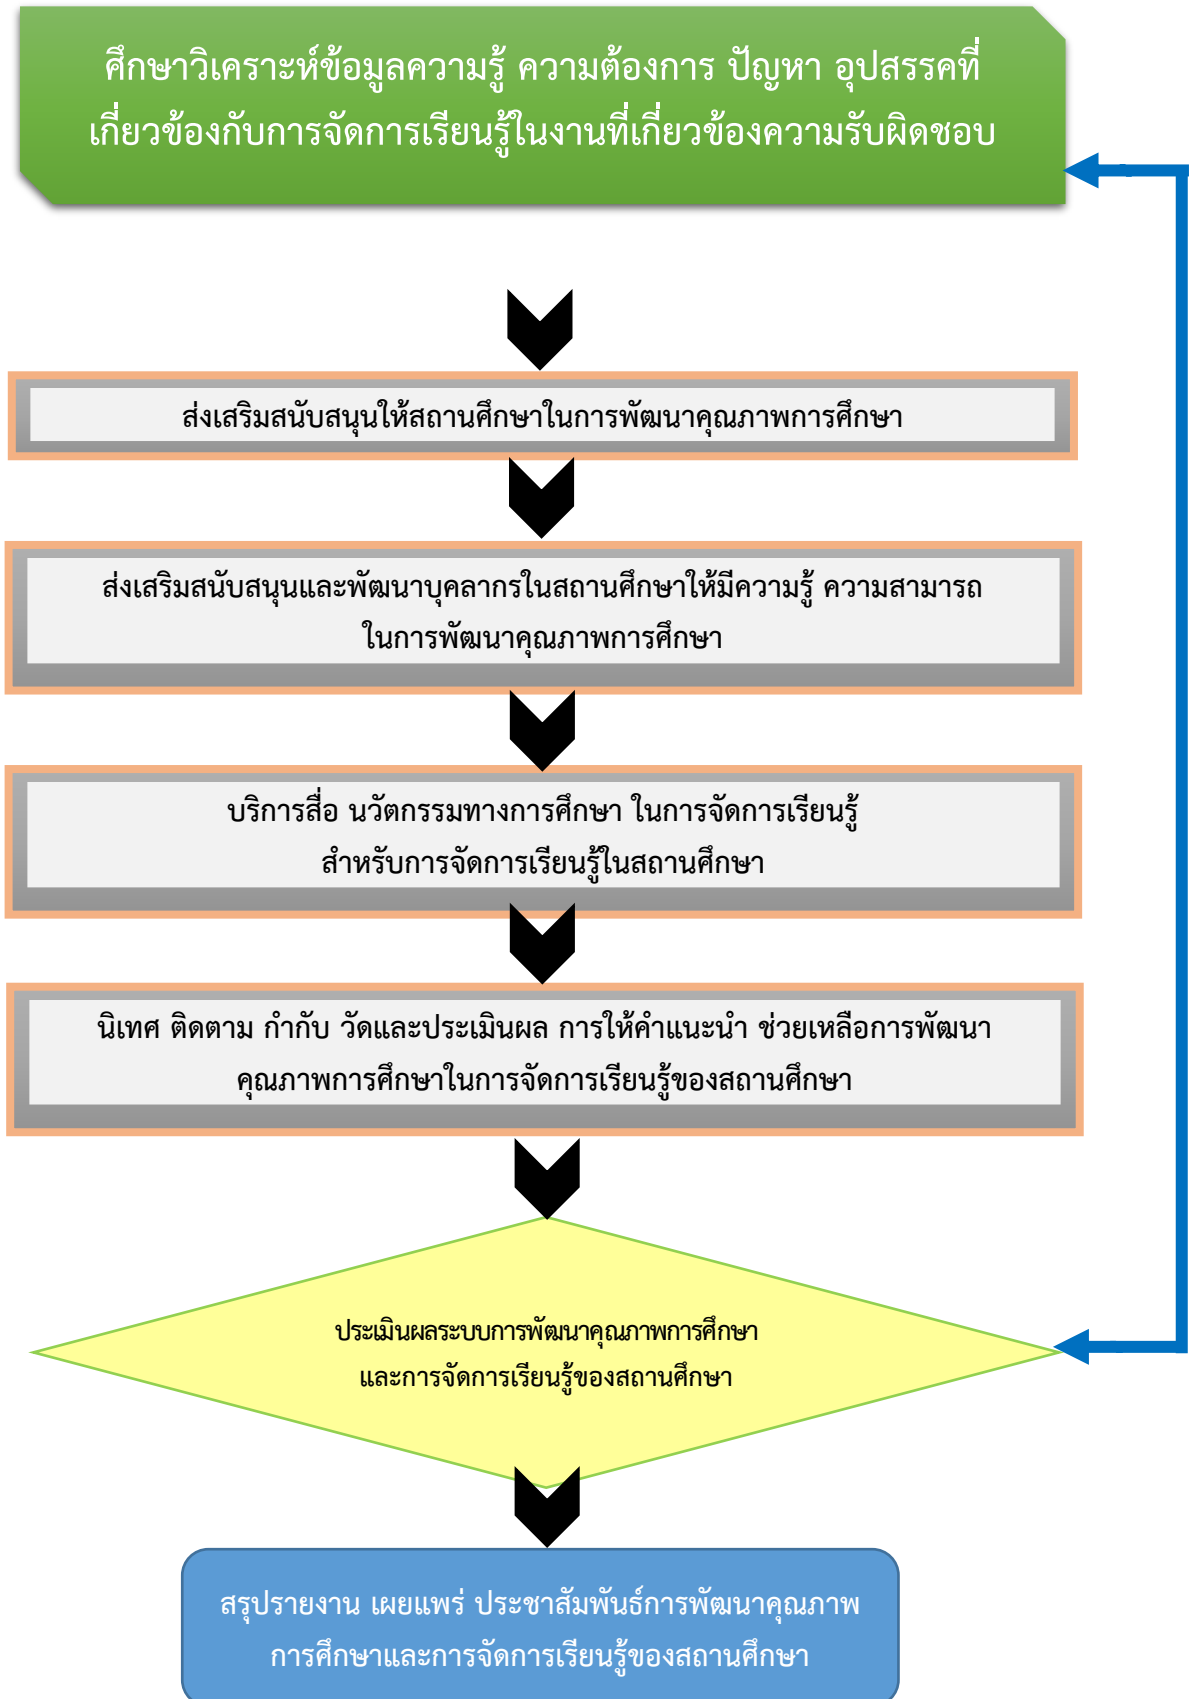 ศึกษาวิเคราะห์ข้อมูลความรู้ ความต้องการ ปัญหา อุปสรรคที่
เกี่ยวข้องกับการจัดการเรียนรู้ในงานที่เกี่ยวข้องความรับผิดชอบ
ส่งเสริมสนับสนุนให้สถานศึกษาในการพัฒนาคุณภาพการศึกษา
ส่งเสริมสนับสนุนและพัฒนาบุคลากรในสถานศึกษาให้มีความรู้ ความสามารถ
ในการพัฒนาคุณภาพการศึกษา
บริการสื่อ นวัตกรรมทางการศึกษา ในการจัดการเรียนรู้
สำหรับการจัดการเรียนรู้ในสถานศึกษา
นิเทศ ติดตาม กำกับ วัดและประเมินผล การให้คำแนะนำ ช่วยเหลือการพัฒนา
คุณภาพการศึกษาในการจัดการเรียนรู้ของสถานศึกษา
ประเมินผลระบบการพัฒนาคุณภาพการศึกษา
และการจัดการเรียนรู้ของสถานศึกษา
สรุปรายงาน เผยแพร่ ประชาสัมพันธ์การพัฒนาคุณภาพ
การศึกษาและการจัดการเรียนรู้ของสถานศึกษา